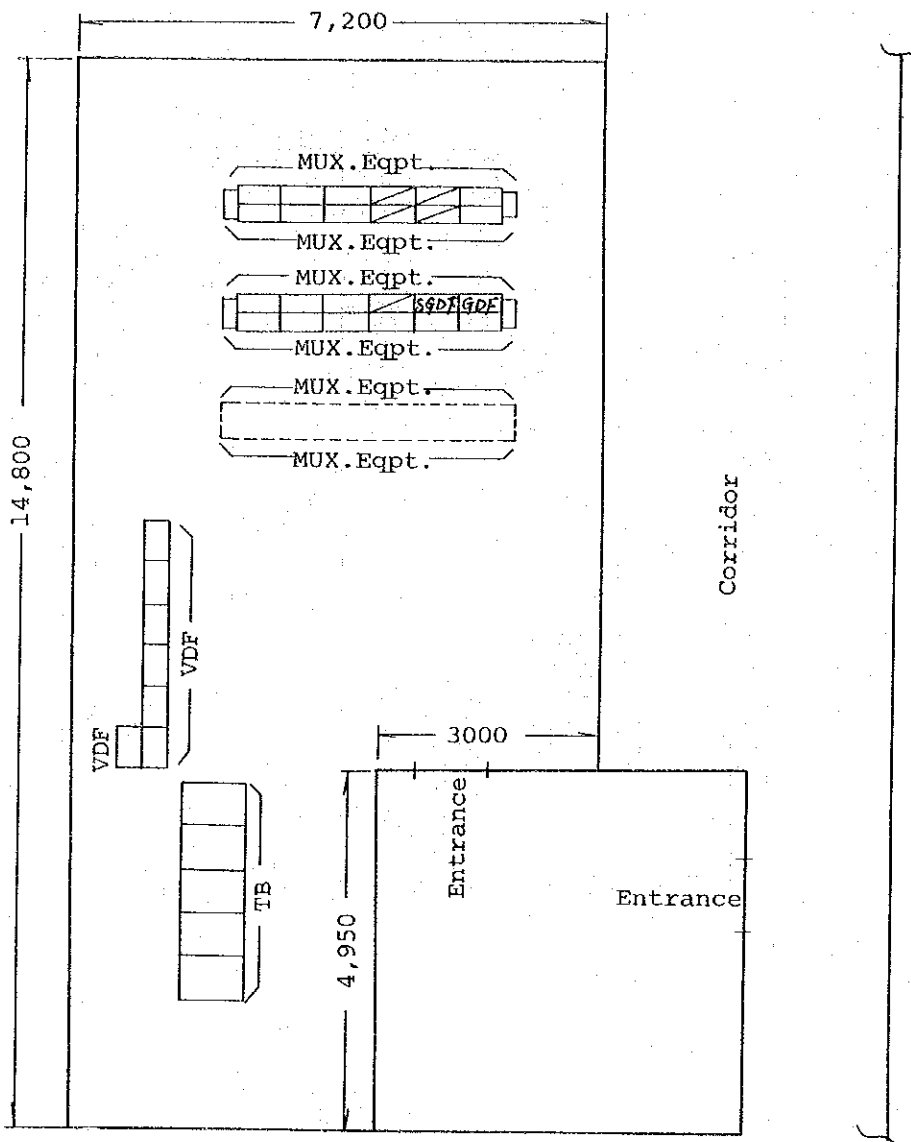 7,200
MUX.Eqpt.
MUX.Eqpt.
MUX.Eqpt.
SGDF GDF
MUX.Eqpt.
MUX.Eqpt.
MUX.Eqpt.
14,800
Corridor
VDF
VDF
3000
Entrance
Entrance
TB
4,950